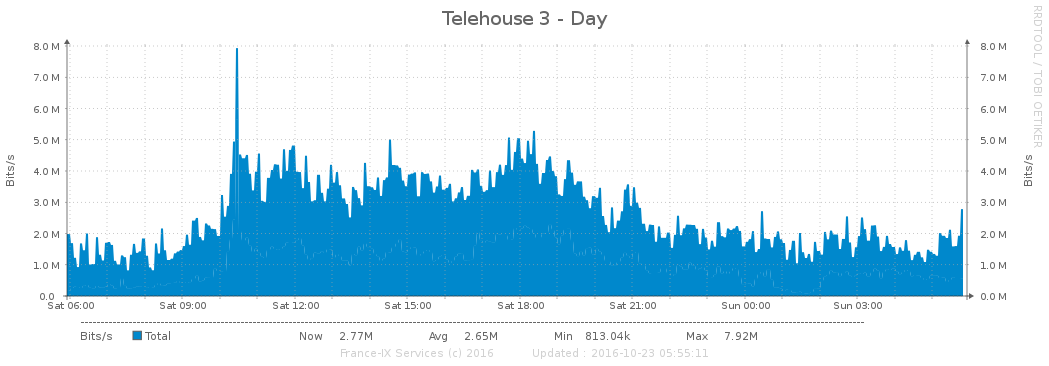 Telehouse 3 - Day
RRDTOOL / TOBI OETIKER
Bits/s
8.0 M
7.0 M
6.0 M
5.0 M
4.0 M
3.0 M
2.0 M
1.0 M
0.0
8.0 M
7.0 M
6.0 M
5.0 M
4.0 M
3.0 M
2.0 M
1.0 M
0.0 M
Bits/s
Sat 06:00 Sat 09:00 Sat 12:00 Sat 15:00 Sat 18:00 Sat 21:00 Sun 00:00 Sun 03:00
Bits/s Total Now 2.77M Avg 2.65M Min 813.04k Max 7.92M
France-IX Services (c) 2016 Updated : 2016-10-23 05:55:11